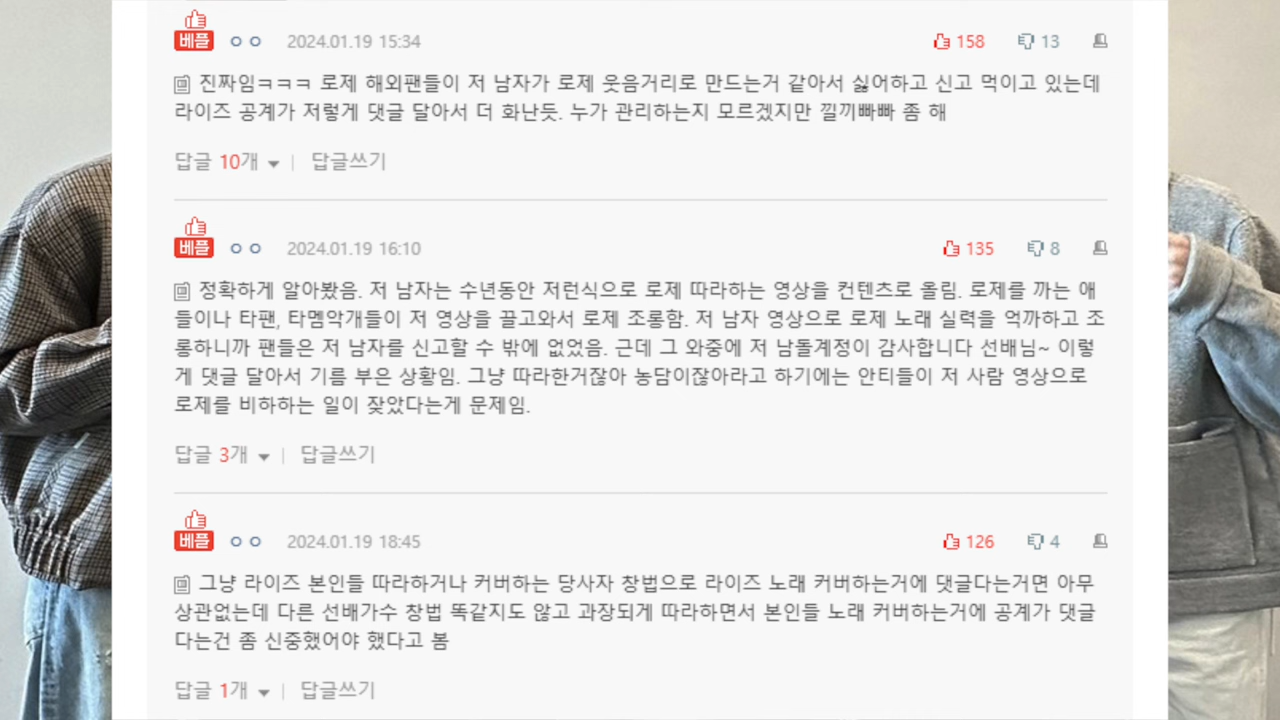 베플 ㅇㅇ 2024.01.19 15:34 158 13
진짜임ㅋㅋㅋ 로제 해외팬들이 저 남자가 로제 웃음거리로 만드는거 같아서 싫어하고 신고 먹이고 있는데
라이즈 공계가 저렇게 댓글 달아서 더 화난듯. 누가 관리하는지 모르겠지만 낄끼빠빠 좀 해
답글 10개 | 답글쓰기
베플 ㅇㅇ 2024.01.19 16:10 135 8
정확하게 알아봤음. 저 남자는 수년동안 저런식으로 로제 따라하는 영상을 컨텐츠로 올림. 로제를 까는 애
들이나 타팬, 타멤악개들이 저 영상을 끌고와서 로제 조롱함. 저 남자 영상으로 로제 노래 실력을 억까하고 조
롱하니까 팬들은 저 남자를 신고할 수 밖에 없었음. 근데 그 와중에 저 남돌계정이 감사합니다 선배님~ 이렇
게 댓글 달아서 기름 부은 상황임. 그냥 따라한거잖아 농담이잖아라고 하기에는 안티들이 저 사람 영상으로
로제를 비하하는 일이 잦았다는게 문제임.
답글 3개 | 답글쓰기
베플 ㅇㅇ 2024.01.19 18:45 126 4
그냥 라이즈 본인들 따라하거나 커버하는 당사자 창법으로 라이즈 노래 커버하는거에 댓글다는거면 아무
상관없는데 다른 선배가수 창법 똑같지도 않고 과장되게 따라하면서 본인들 노래 커버하는거에 공계가 댓글
다는건 좀 신중했어야 했다고 봄
답글 1개 | 답글쓰기